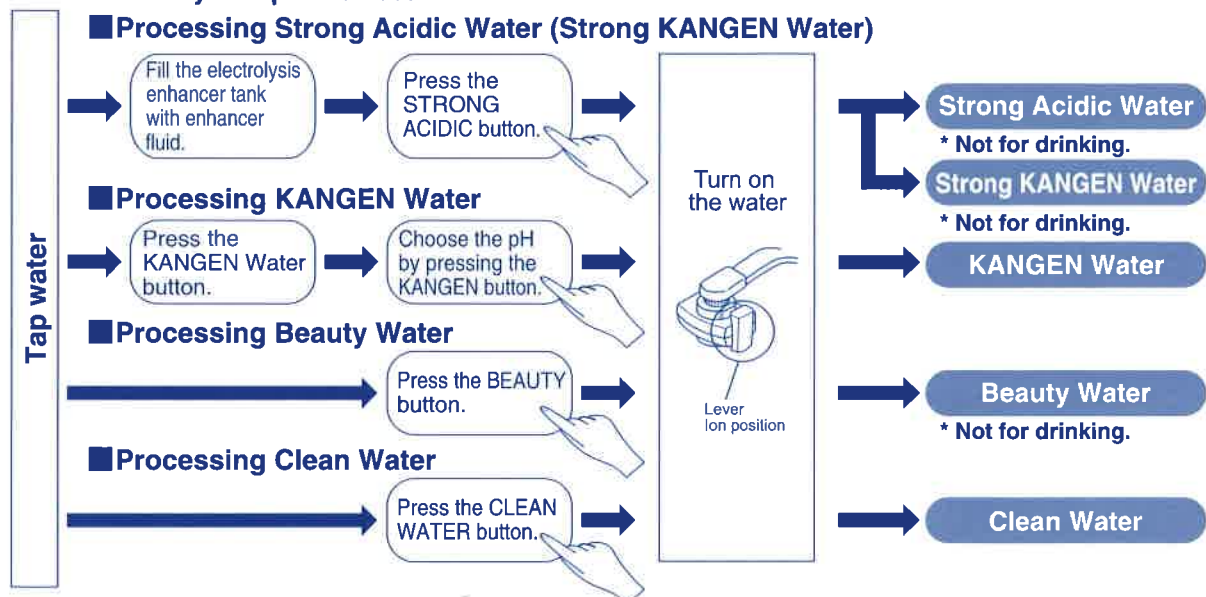 ■Processing Strong Acidic Water (Strong KANGEN Water)
Tap water
Fill the electrolysis
enhancer tank
with enhancer
fluid.
Press the
STRONG
ACIDIC button.
Turn on
the water
Lever
Ion position
Strong Acidic Water
* Not for drinking.
Strong KANGEN Water
* Not for drinking.
■Processing KANGEN Water
Press the
KANGEN Water
button.
Choose the pH
by pressing the
KANGEN button.
KANGEN Water
■Processing Beauty Water
Press the BEAUTY
button.
Beauty Water
* Not for drinking.
■Processing Clean Water
Press the CLEAN
WATER button.
Clean Water